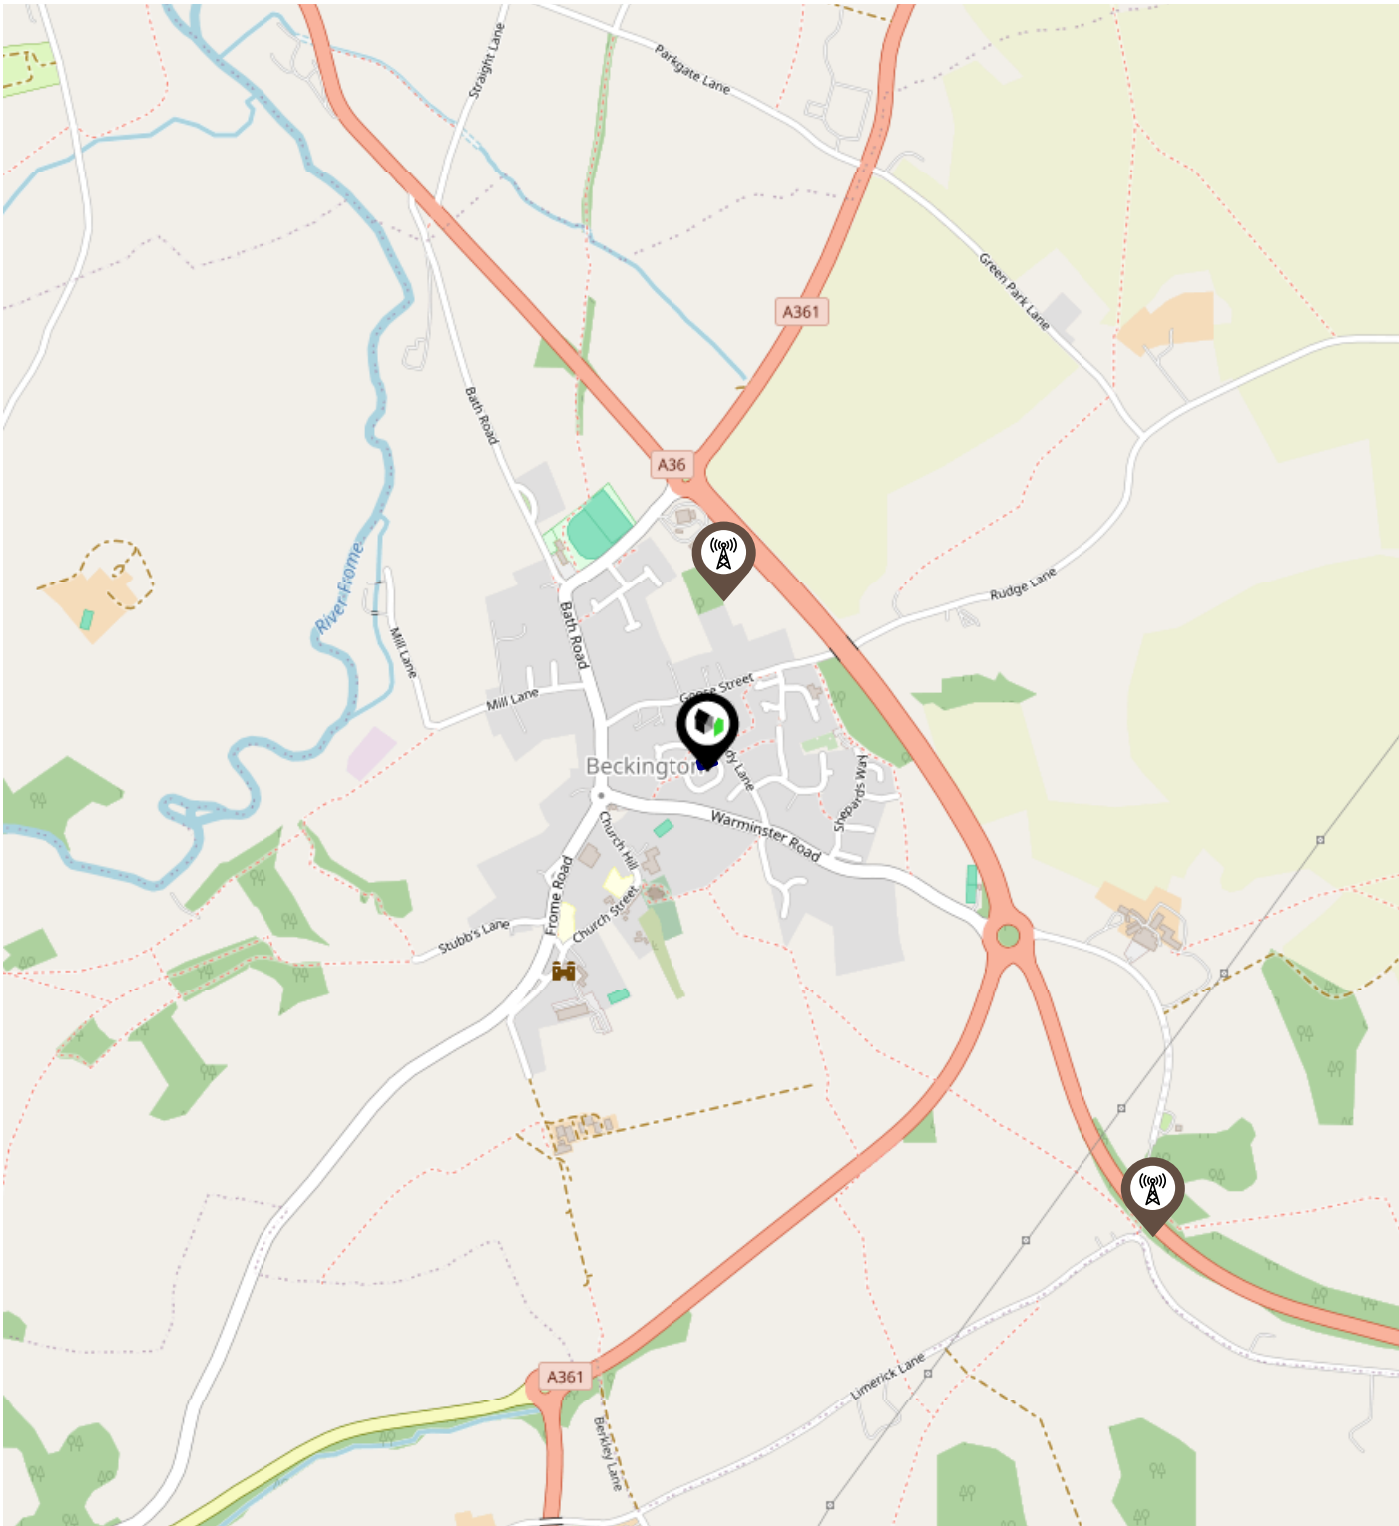 Straight Lane
Parkgate Lane
Green Park Lane
A361
Bath Road
A36
River Frome
Rudge Lane
Bath Road
Mill Lane
Mill Lane
Street
Beckington
Lane
Shepards Way
Warminster Road
Church Hill
Frome Road
Church Street
Stubb's Lane
A361
Limerick Lane
Berkley Lane